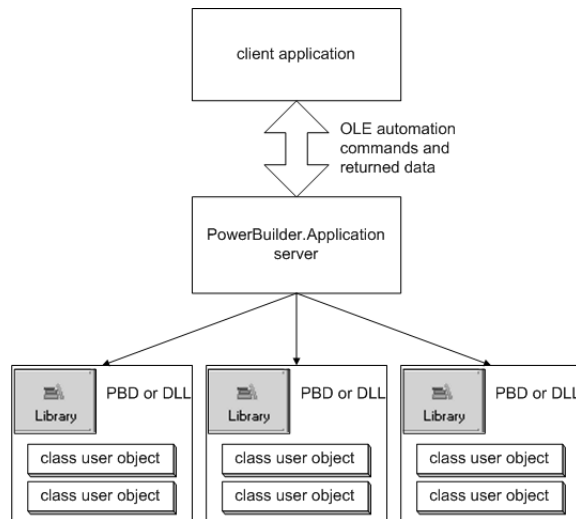 client application
OLE automation
commands and
returned data
PowerBuilder.Application
server
PBD or DLL
Library
class user object
class user object
PBD or DLL
Library
class user object
class user object
PBD or DLL
Library
class user object
class user object